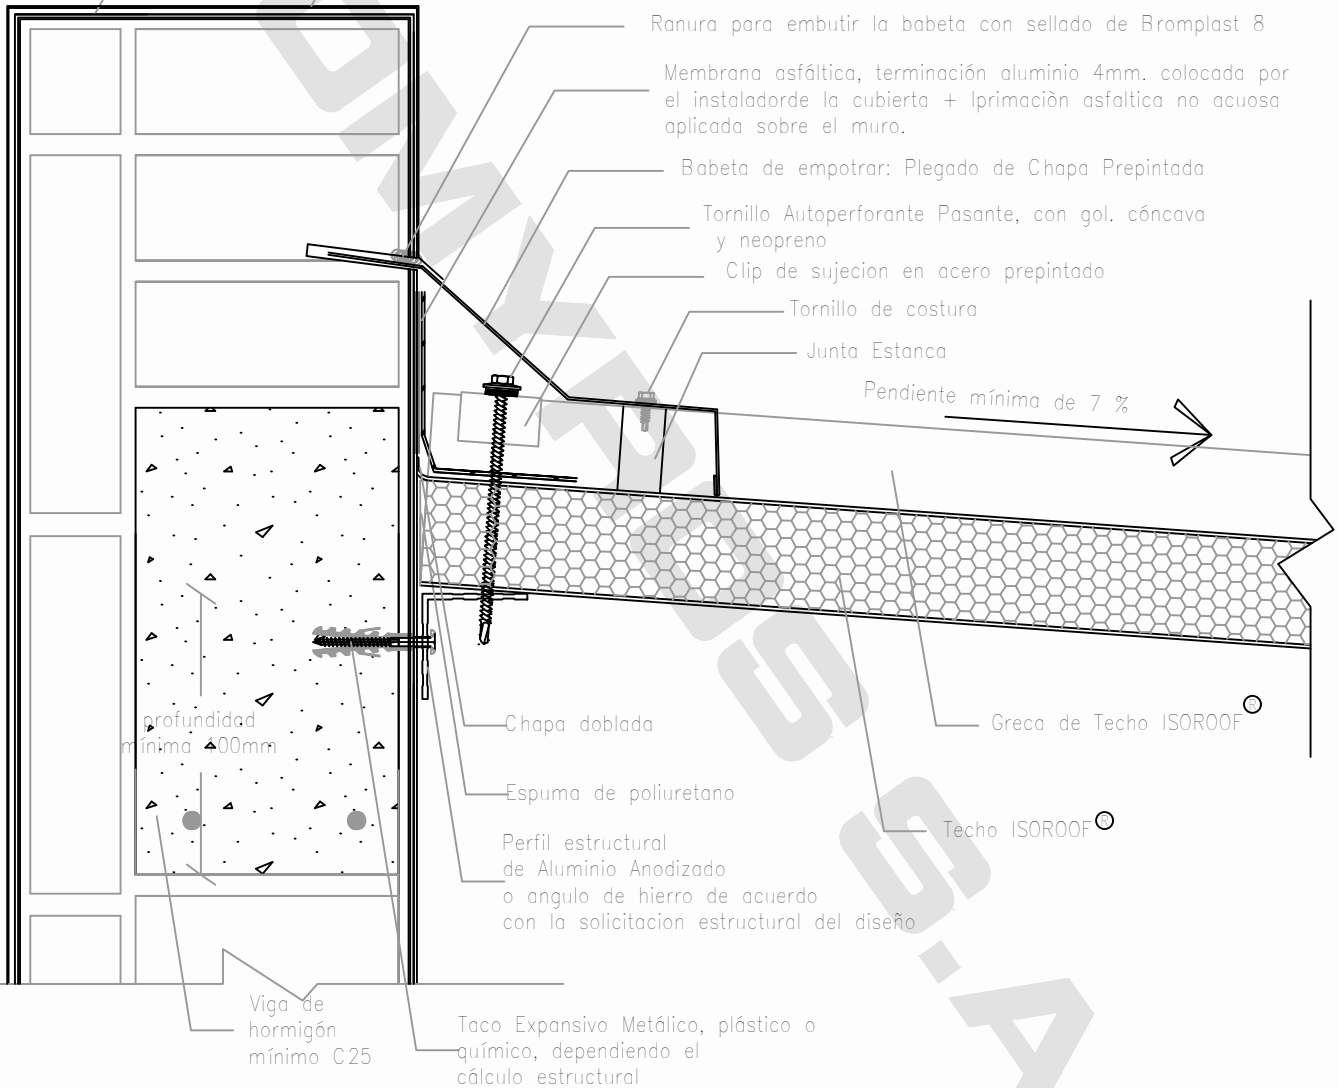 Ranura para embutir la babeta con sellado de Bromplast 8
Membrana asfáltica, terminación aluminio 4mm. colocada por
el instaladorde la cubierta + Iprimaciòn asfaltica no acuosa
aplicada sobre el muro.
Babeta de empotrar: Plegado de Chapa Prepintada
Tornillo Autoperforante Pasante, con gol. cóncava
y neopreno
Clip de sujecion en acero prepintado
Tornillo de costura
Junta Estanca
Pendiente mínima de 7 %
profundidad
mínima 100mm
Chapa doblada
Greca de Techo ISOROOF®
Espuma de poliuretano
Techo ISOROOF®
Perfil estructural
de Aluminio Anodizado
o angulo de hierro de acuerdo
con la solicitacion estructural del diseño
Viga de
hormigón
mínimo C25
Taco Expansivo Metálico, plástico o
químico, dependiendo el
cálculo estructural
S.A